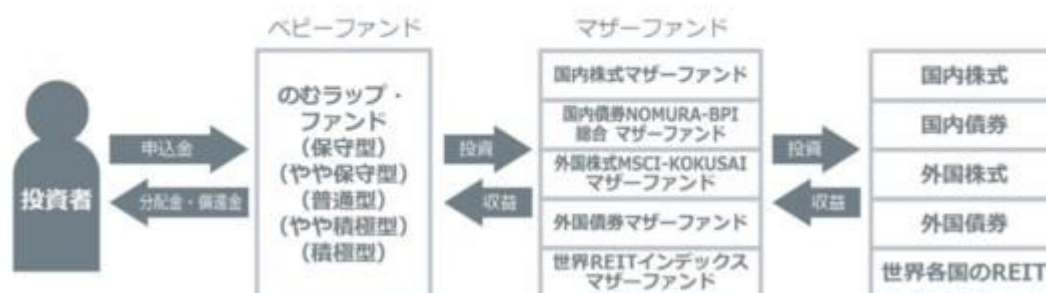 ベビーファンド
マザーファンド
投資者
申込金
分配金・償還金
のむラップ・
ファンド
(保守型)
(やや保守型)
(普通型)
(やや積極型)
(積極型)
投資
収益
国内株式マザーファンド
国内債券NOMURA-BPI
総合 マザーファンド
外国株式MSCI-KOKUSAI
マザーファンド
外国債券マザーファンド
世界REITインデックス
マザーファンド
投資
収益
国内株式
国内債券
外国株式
外国債券
世界各国のREIT